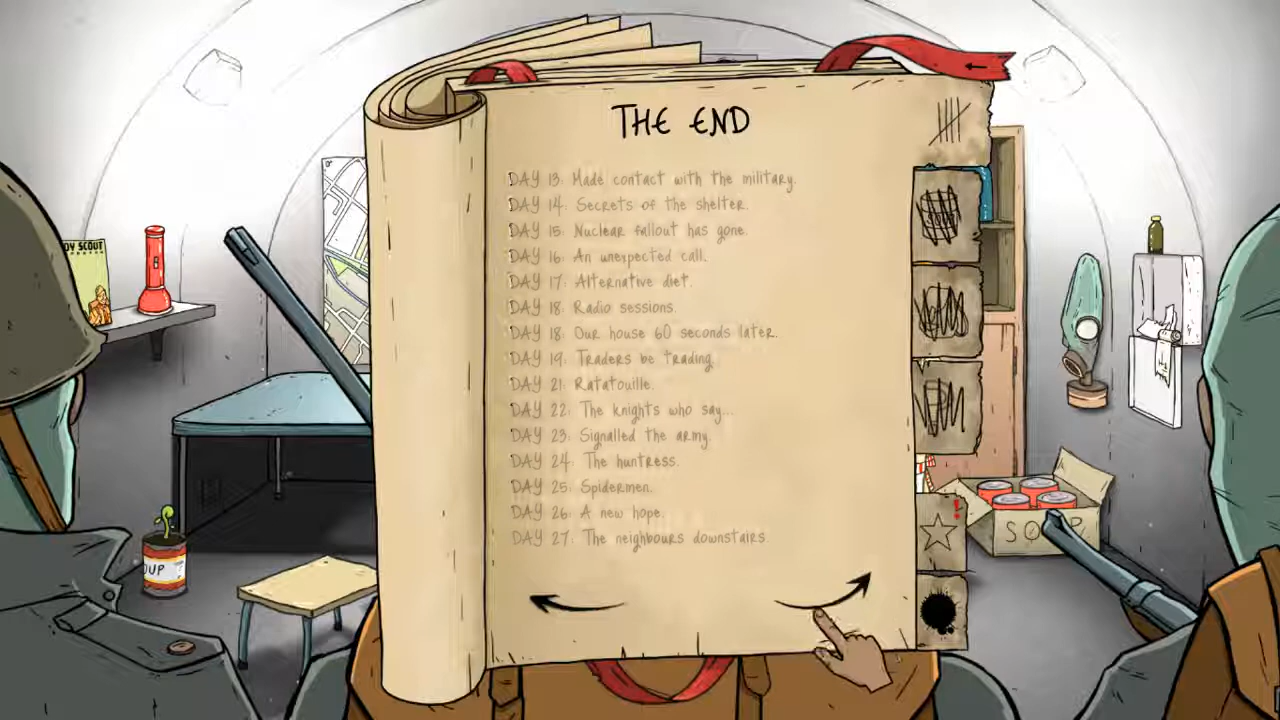 THE END
DAY 13: Made contact with the military.
DAY 14: Secrets of the shelter.
DAY 15: Nuclear fallout has gone.
DAY 16: An unexpected call.
DAY 17: Alternative diet.
DAY 18: Radio sessions.
DAY 18: Our house 60 seconds later.
DAY 19: Traders be trading.
DAY 21: Ratatouille.
DAY 22: The knights who say...
DAY 23: Signalled the army.
DAY 24: The huntress.
DAY 25: Spidermen.
DAY 26: A new hope.
DAY 27: The neighbours downstairs.
OY SCOUT
OUP
SOUP